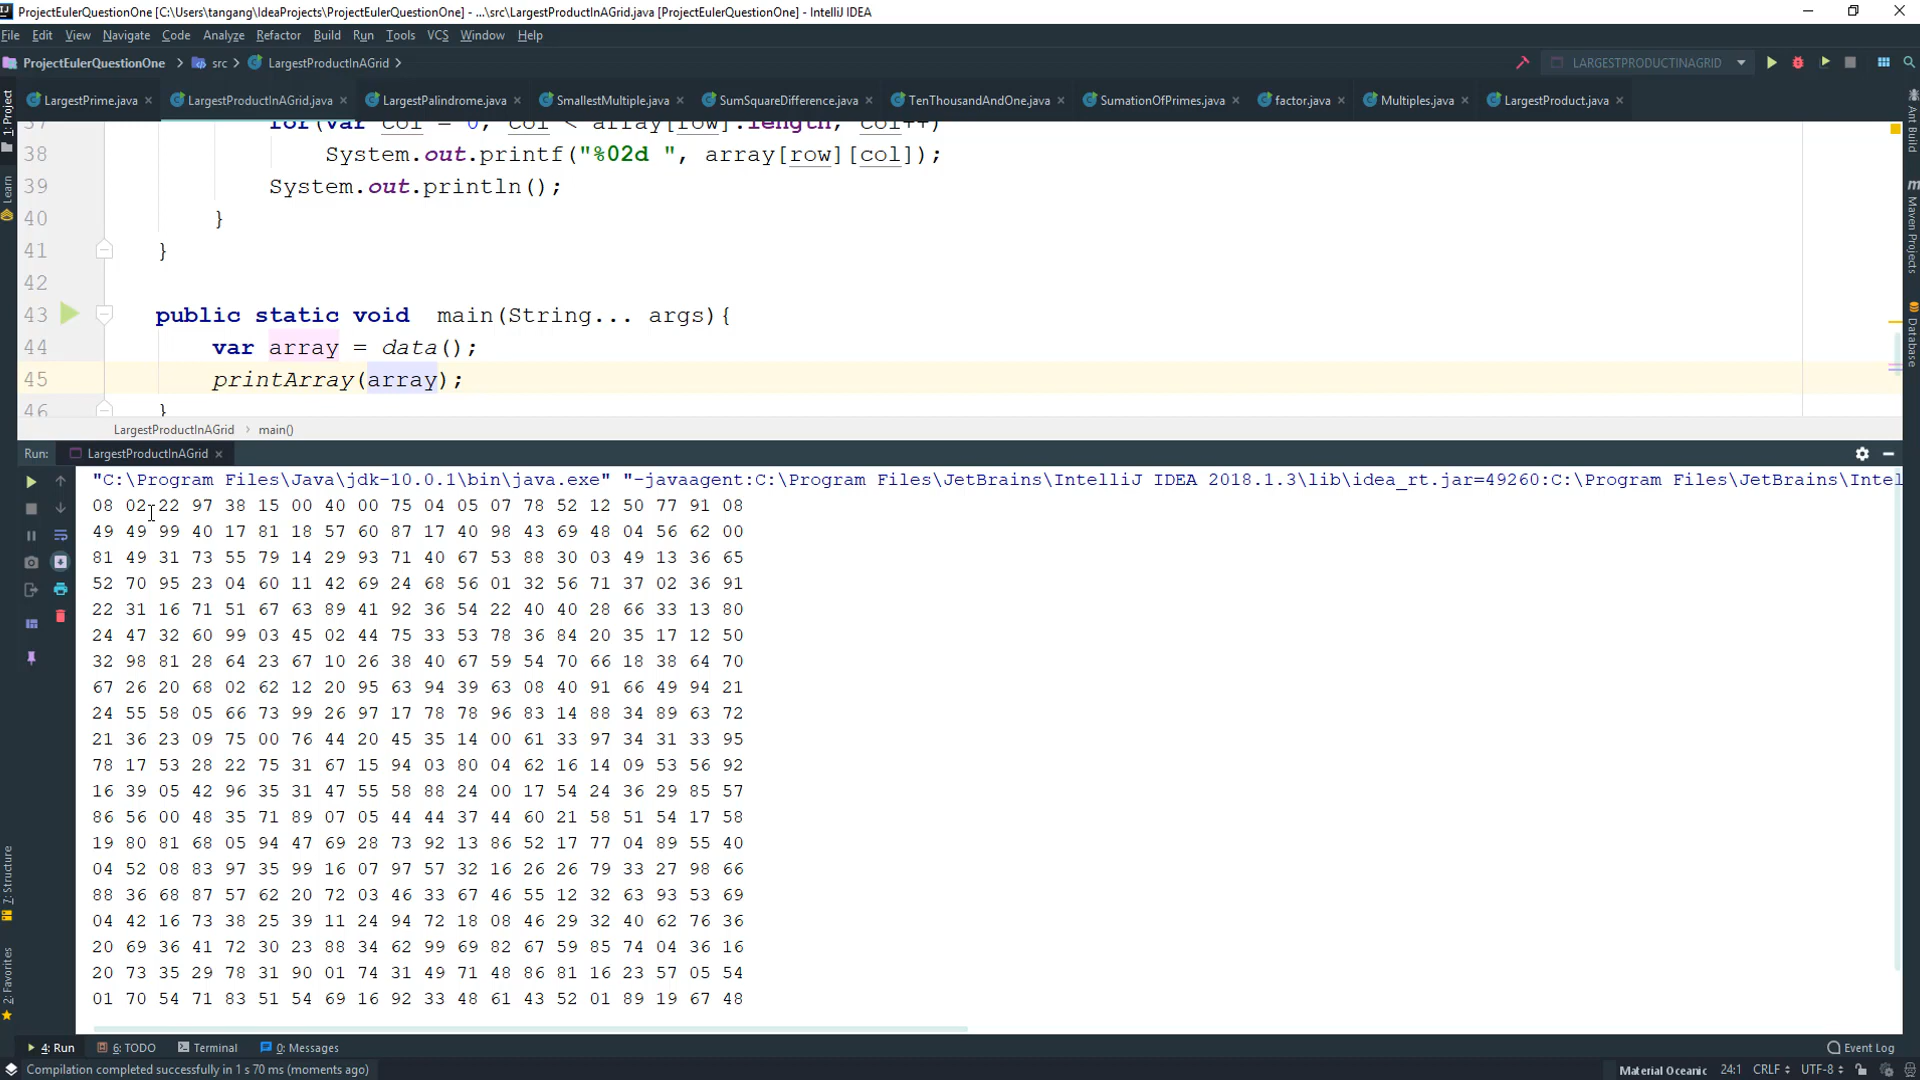 ProjectEulerQuestionOne [C:\Users\tangang\IdeaProjects\ProjectEulerQuestionOne] - ...\src\LargestProductInAGrid.java [ProjectEulerQuestionOne] - IntelliJ IDEA
File Edit View Navigate Code Analyze Refactor Build Run Tools VCS Window Help
ProjectEulerQuestionOne src LargestProductInAGrid LARGESTPRODUCTINAGRID
LargestPrime.java LargestProductInAGrid.java LargestPalindrome.java SmallestMultiple.java SumSquareDifference.java TenThousandAndOne.java SumationOfPrimes.java factor.java Multiples.java LargestProduct.java
37 for(var col = 0; col < array[row].length; col++)
38 System.out.printf("%02d ", array[row][col]);
39 System.out.println();
40 }
41 }
42
43 public static void main(String... args){
44 var array = data();
45 printArray(array);
46 }
LargestProductInAGrid main()
Run: LargestProductInAGrid
"C:\Program Files\Java\jdk-10.0.1\bin\java.exe" "-javaagent:C:\Program Files\JetBrains\IntelliJ IDEA 2018.1.3\lib\idea_rt.jar=49260:C:\Program Files\JetBrains\Intel
08 02 22 97 38 15 00 40 00 75 04 05 07 78 52 12 50 77 91 08
49 49 99 40 17 81 18 57 60 87 17 40 98 43 69 48 04 56 62 00
81 49 31 73 55 79 14 29 93 71 40 67 53 88 30 03 49 13 36 65
52 70 95 23 04 60 11 42 69 24 68 56 01 32 56 71 37 02 36 91
22 31 16 71 51 67 63 89 41 92 36 54 22 40 40 28 66 33 13 80
24 47 32 60 99 03 45 02 44 75 33 53 78 36 84 20 35 17 12 50
32 98 81 28 64 23 67 10 26 38 40 67 59 54 70 66 18 38 64 70
67 26 20 68 02 62 12 20 95 63 94 39 63 08 40 91 66 49 94 21
24 55 58 05 66 73 99 26 97 17 78 78 96 83 14 88 34 89 63 72
21 36 23 09 75 00 76 44 20 45 35 14 00 61 33 97 34 31 33 95
78 17 53 28 22 75 31 67 15 94 03 80 04 62 16 14 09 53 56 92
16 39 05 42 96 35 31 47 55 58 88 24 00 17 54 24 36 29 85 57
86 56 00 48 35 71 89 07 05 44 44 37 44 60 21 58 51 54 17 58
19 80 81 68 05 94 47 69 28 73 92 13 86 52 17 77 04 89 55 40
04 52 08 83 97 35 99 16 07 97 57 32 16 26 26 79 33 27 98 66
88 36 68 87 57 62 20 72 03 46 33 67 46 55 12 32 63 93 53 69
04 42 16 73 38 25 39 11 24 94 72 18 08 46 29 32 40 62 76 36
20 69 36 41 72 30 23 88 34 62 99 69 82 67 59 85 74 04 36 16
20 73 35 29 78 31 90 01 74 31 49 71 48 86 81 16 23 57 05 54
01 70 54 71 83 51 54 69 16 92 33 48 61 43 52 01 89 19 67 48
4: Run 6: TODO Terminal 0: Messages Event Log
Compilation completed successfully in 1 s 70 ms (moments ago) Material Oceanic 24:1 CRLF UTF-8
1: Project
Learn
7: Structure
2: Favorites
Ant Build
Maven Projects
Database